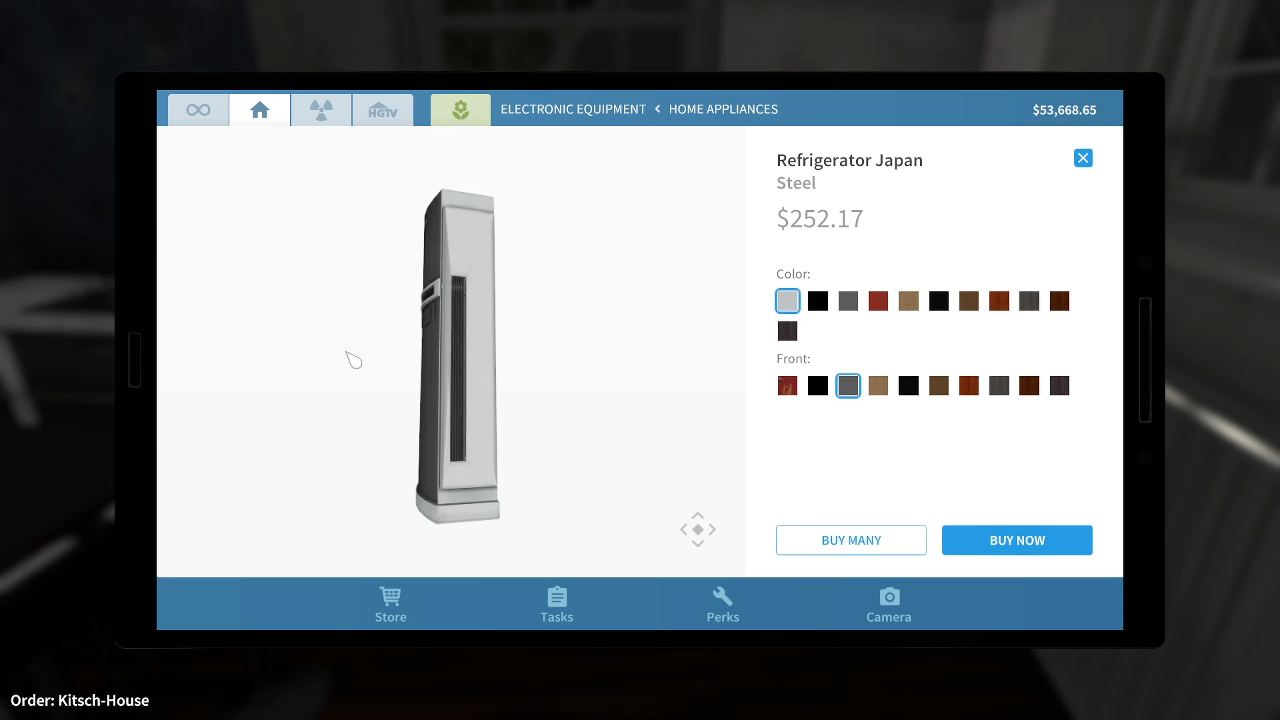 HGTV
ELECTRONIC EQUIPMENT < HOME APPLIANCES
$53,668.65
Refrigerator Japan
Steel
$252.17
Color:
Front:
BUY MANY
BUY NOW
Store
Tasks
Perks
Camera
Order: Kitsch-House